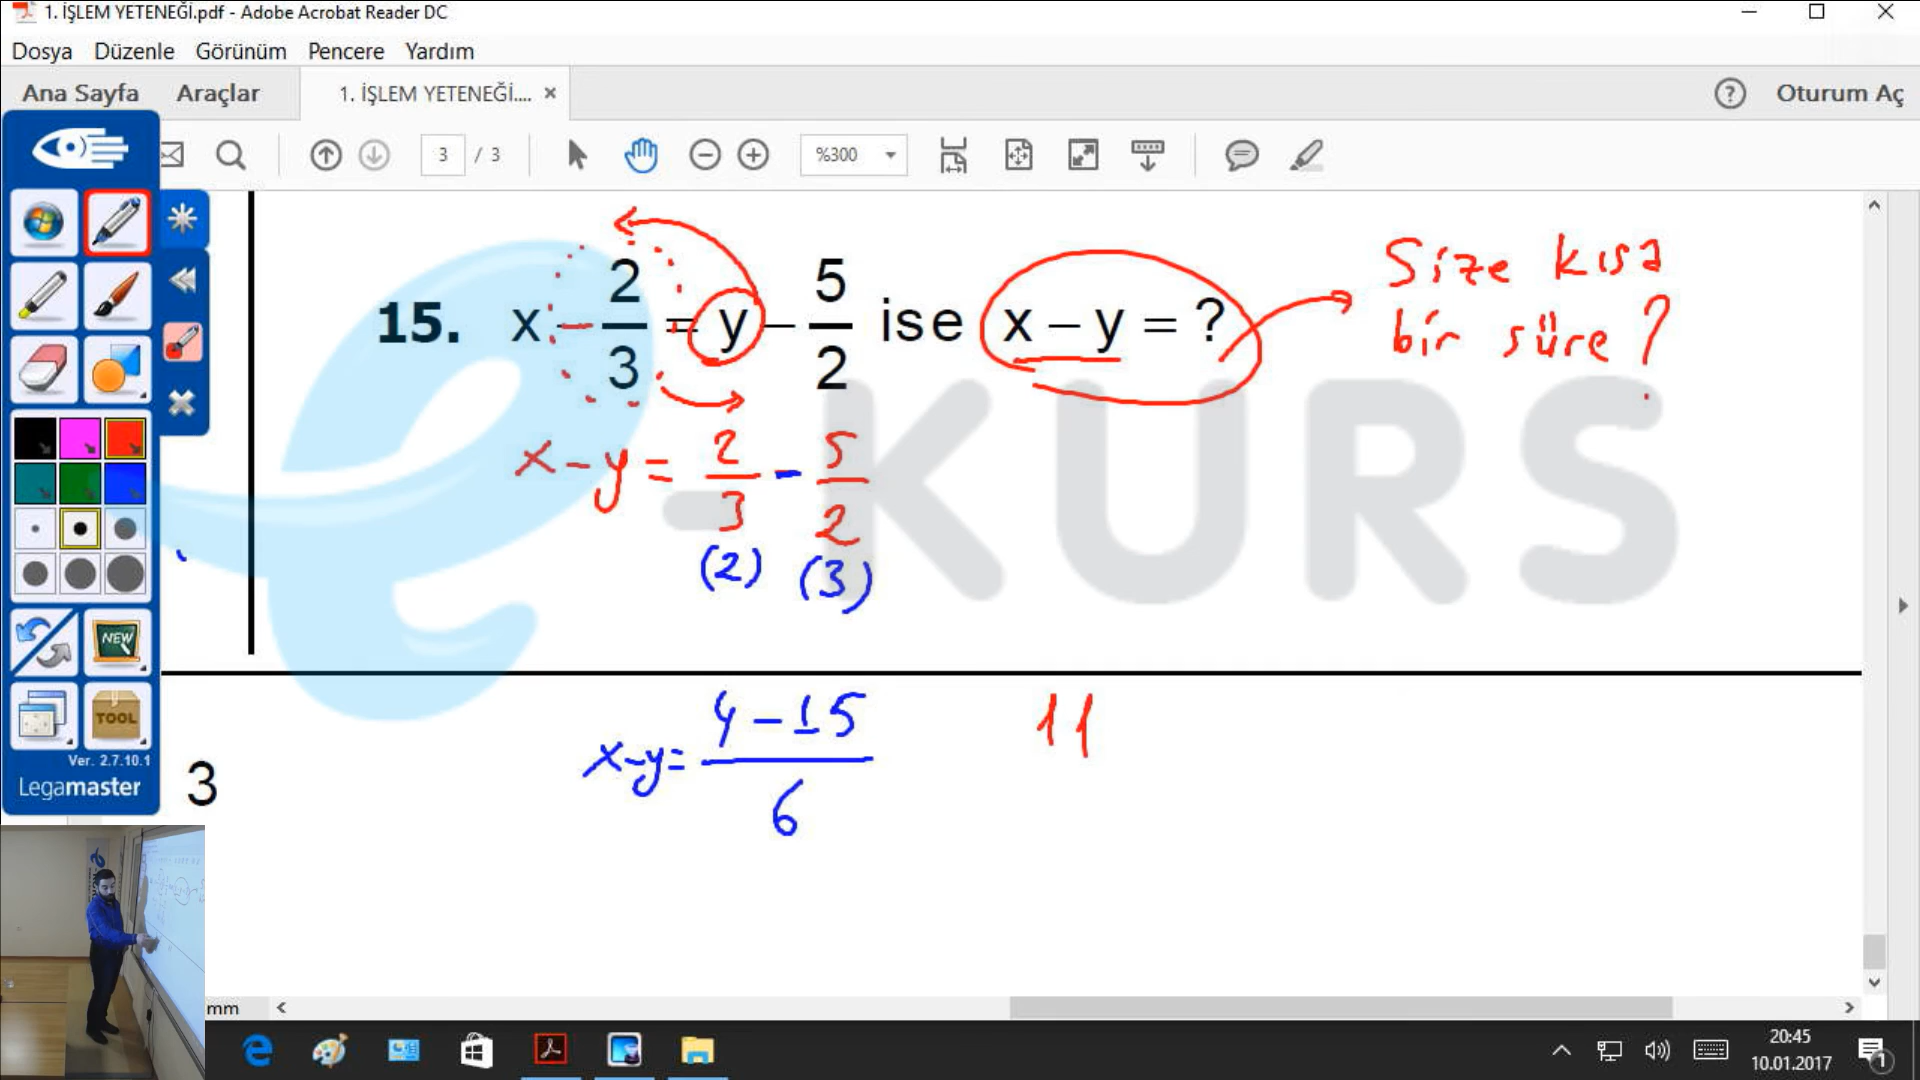 1. İŞLEM YETENEĞİ.pdf - Adobe Acrobat Reader DC
Dosya Düzenle Görünüm Pencere Yardım
Ana Sayfa Araçlar 1. İŞLEM YETENEĞİ.... × ? Oturum Aç
3 / 3 %300
15. x - 2/3 = y - 5/2 ise x - y = ?
Size kısa
bir süre ?
x - y = 2/3 - 5/2
(2) (3)
e-KURS
x-y = 4-15/6
11
3
NEW
TOOL
Ver. 2.7.10.1
Legamaster
mm
20:45
10.01.2017
1